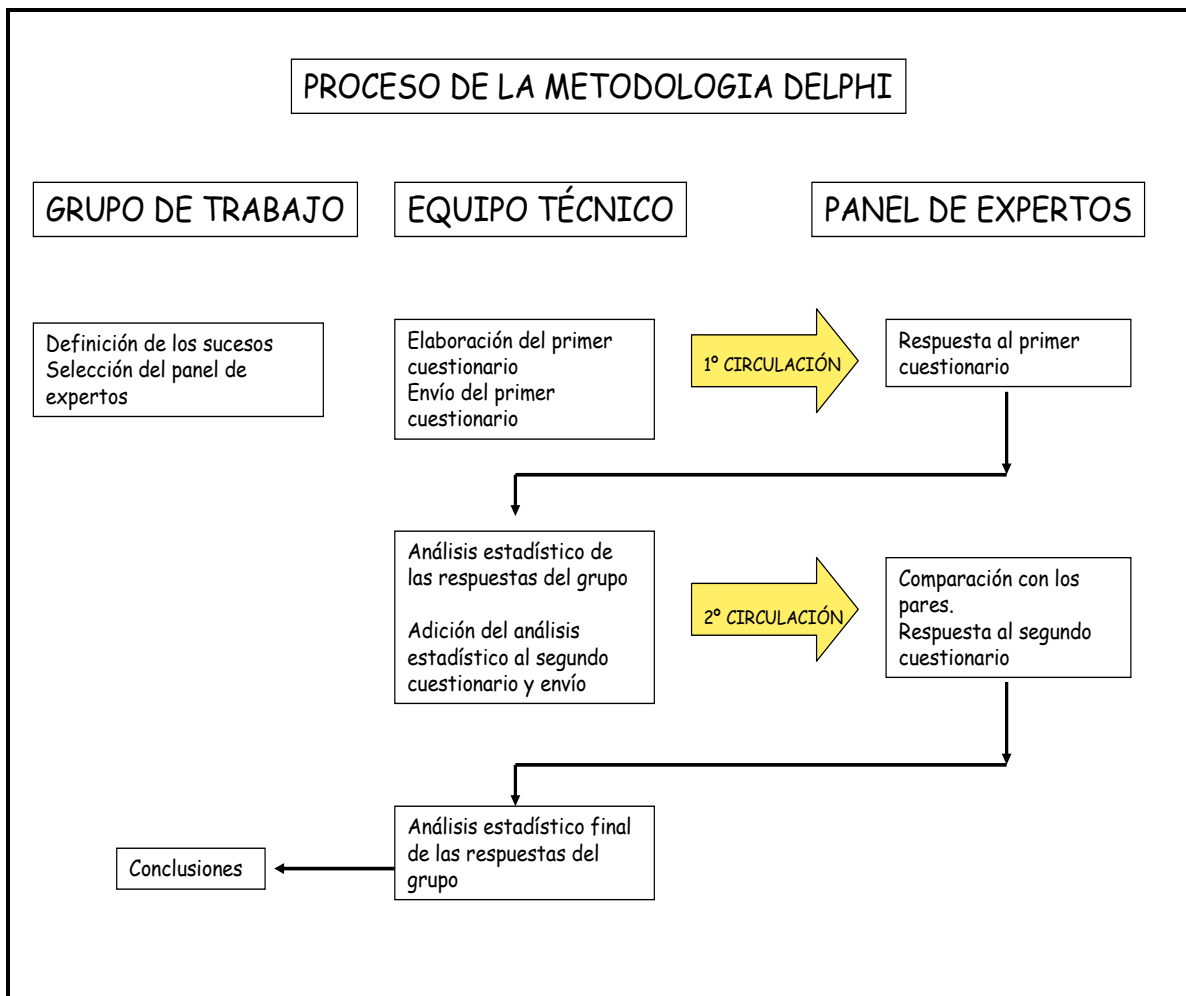 PROCESO DE LA METODOLOGIA DELPHI
GRUPO DE TRABAJO
EQUIPO TÉCNICO
PANEL DE EXPERTOS
Definición de los sucesos
Selección del panel de
expertos
Elaboración del primer
cuestionario
Envío del primer
cuestionario
1º CIRCULACIÓN
Respuesta al primer
cuestionario
Análisis estadístico de
las respuestas del grupo
Adición del análisis
estadístico al segundo
cuestionario y envío
2º CIRCULACIÓN
Comparación con los
pares.
Respuesta al segundo
cuestionario
Análisis estadístico final
de las respuestas del
grupo
Conclusiones